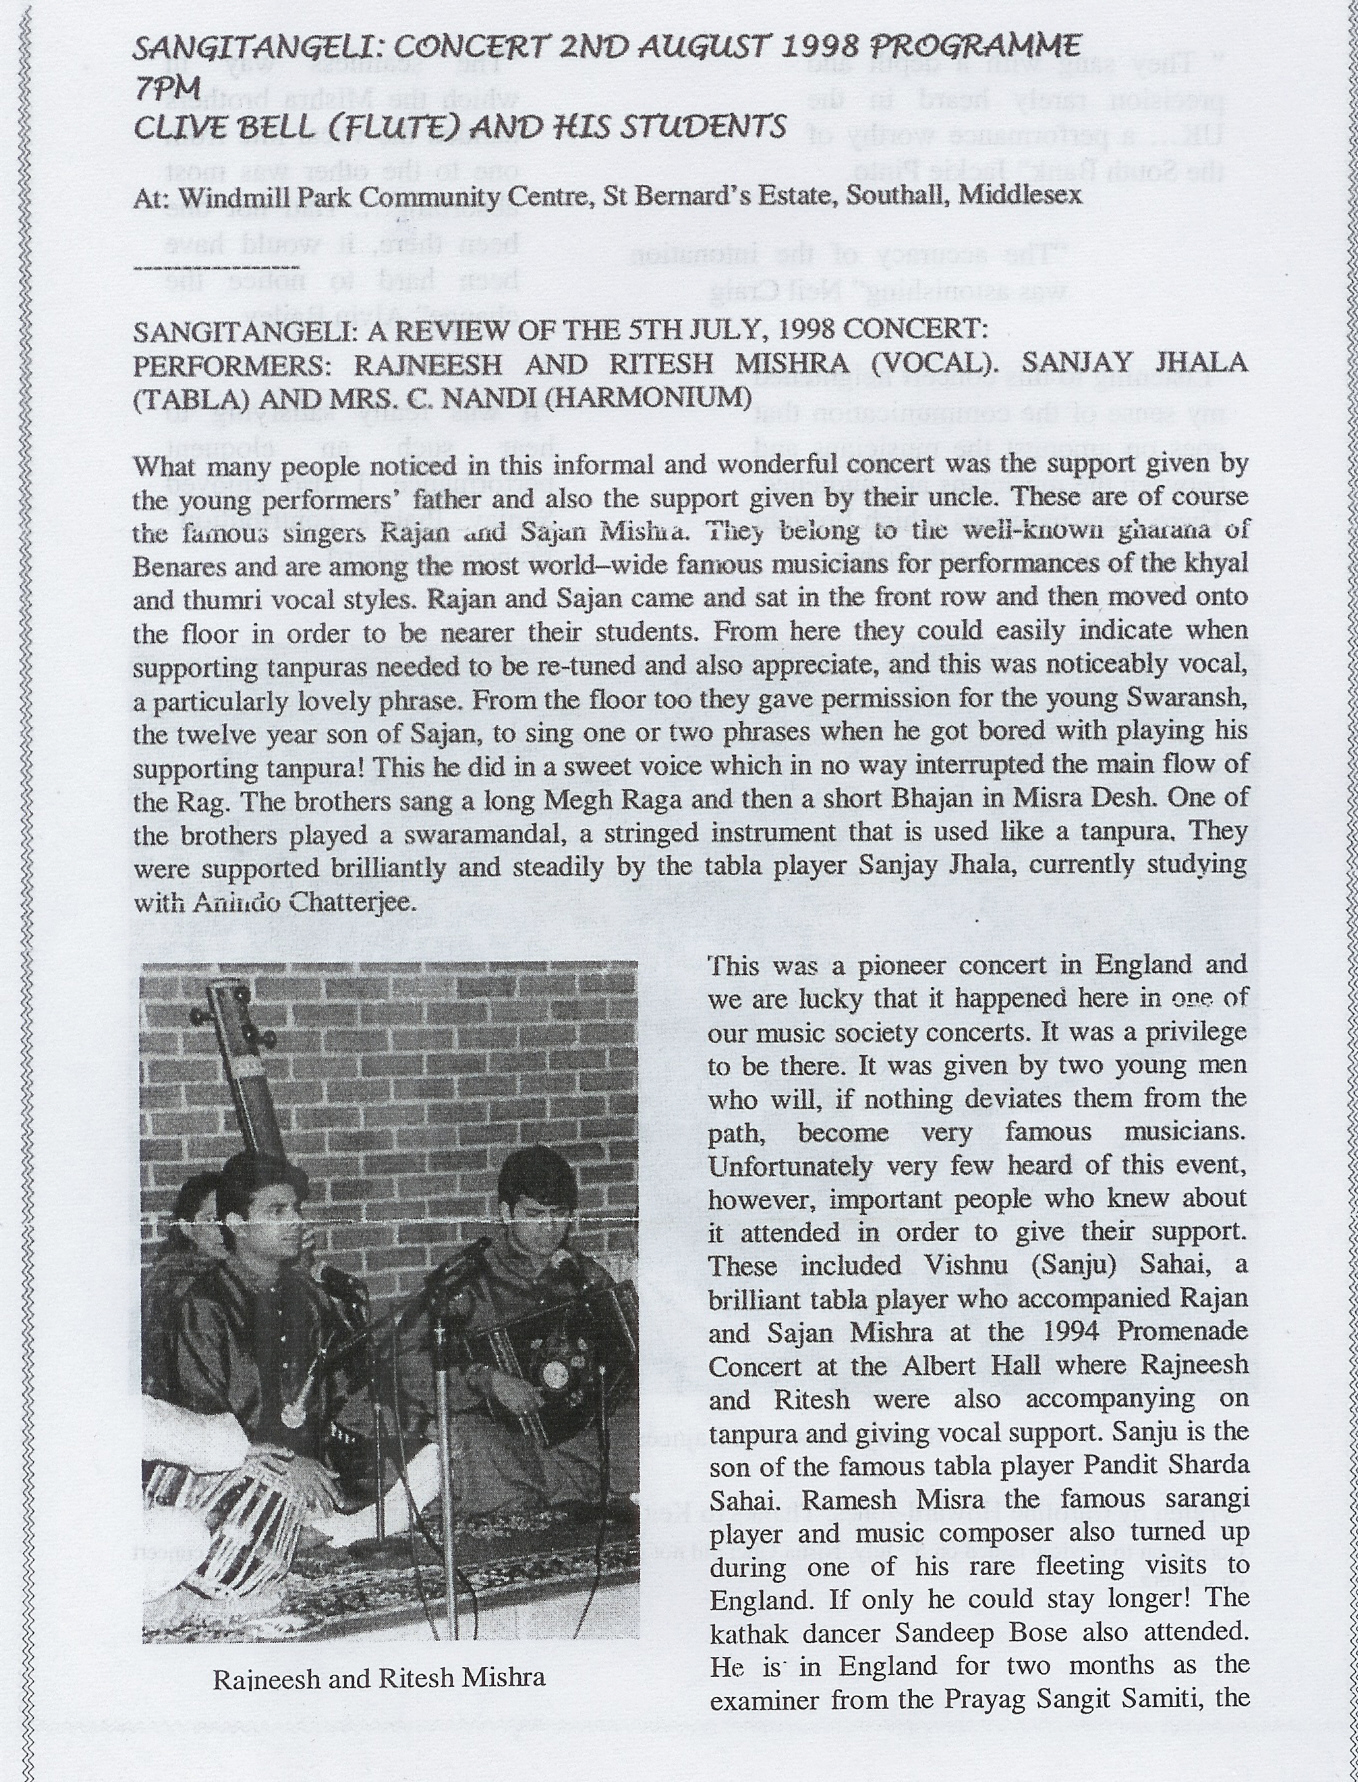 SANGITANGELI: CONCERT 2ND AUGUST 1998 PROGRAMME
7PM
CLIVE BELL (FLUTE) AND HIS STUDENTS
At: Windmill Park Community Centre, St Bernard's Estate, Southall, Middlesex
---------------------
SANGITANGELI: A REVIEW OF THE 5TH JULY, 1998 CONCERT:
PERFORMERS: RAJNEESH AND RITESH MISHRA (VOCAL). SANJAY JHALA
(TABLA) AND MRS. C. NANDI (HARMONIUM)
What many people noticed in this informal and wonderful concert was the support given by
the young performers' father and also the support given by their uncle. These are of course
the famous singers Rajan and Sajan Mishra. They belong to the well-known gharana of
Benares and are among the most world–wide famous musicians for performances of the khyal
and thumri vocal styles. Rajan and Sajan came and sat in the front row and then moved onto
the floor in order to be nearer their students. From here they could easily indicate when
supporting tanpuras needed to be re-tuned and also appreciate, and this was noticeably vocal,
a particularly lovely phrase. From the floor too they gave permission for the young Swaransh,
the twelve year son of Sajan, to sing one or two phrases when he got bored with playing his
supporting tanpura! This he did in a sweet voice which in no way interrupted the main flow of
the Rag. The brothers sang a long Megh Raga and then a short Bhajan in Misra Desh. One of
the brothers played a swaramandal, a stringed instrument that is used like a tanpura. They
were supported brilliantly and steadily by the tabla player Sanjay Jhala, currently studying
with Anindo Chatterjee.
This was a pioneer concert in England and
we are lucky that it happened here in one of
our music society concerts. It was a privilege
to be there. It was given by two young men
who will, if nothing deviates them from the
path, become very famous musicians.
Unfortunately very few heard of this event,
however, important people who knew about
it attended in order to give their support.
These included Vishnu (Sanju) Sahai, a
brilliant tabla player who accompanied Rajan
and Sajan Mishra at the 1994 Promenade
Concert at the Albert Hall where Rajneesh
and Ritesh were also accompanying on
tanpura and giving vocal support. Sanju is the
son of the famous tabla player Pandit Sharda
Sahai. Ramesh Misra the famous sarangi
player and music composer also turned up
during one of his rare fleeting visits to
England. If only he could stay longer! The
kathak dancer Sandeep Bose also attended.
He is in England for two months as the
examiner from the Prayag Sangit Samiti, the
Rajneesh and Ritesh Mishra